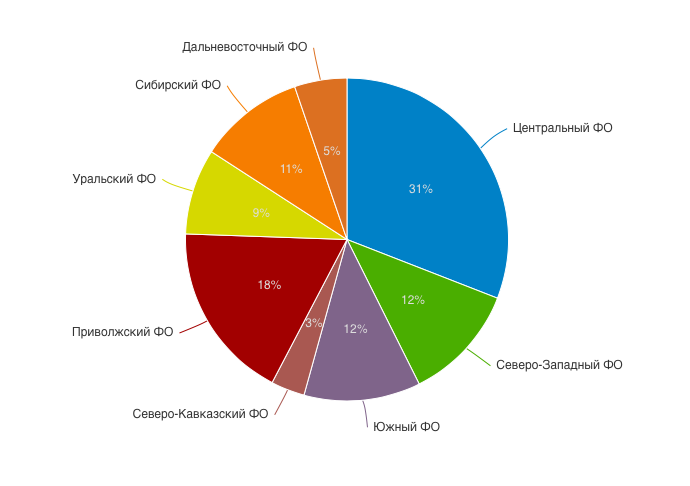 Дальневосточный ФО
Сибирский ФО
Центральный ФО
5%
11%
Уральский ФО
31%
9%
18%
12%
3%
12%
Приволжский ФО
Северо-Западный ФО
Северо-Кавказский ФО
Южный ФО